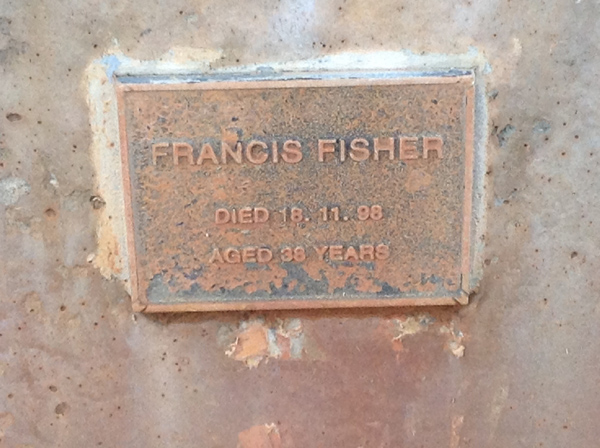 FRANCIS FISHER
DIED 18. 11. 98
AGED 38 YEARS